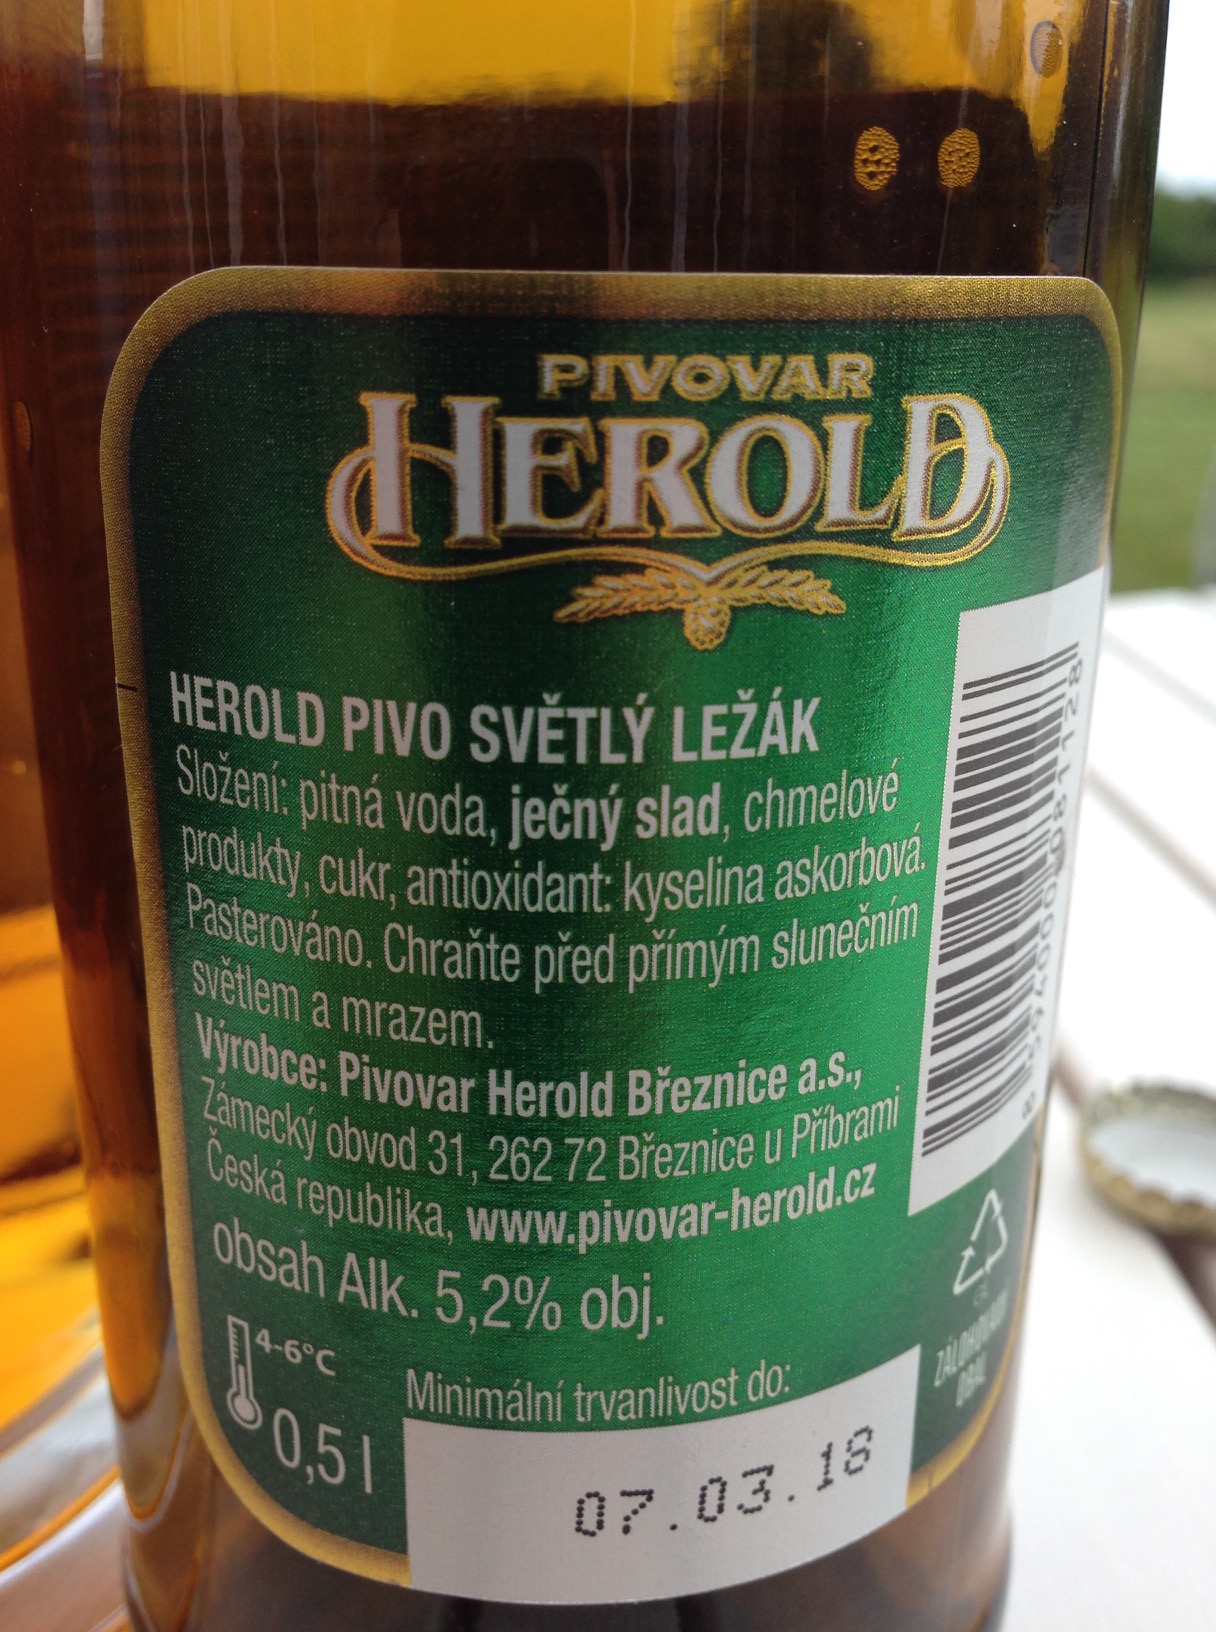 PIVOVAR
HEROLD
HEROLD PIVO SVĚTLÝ LEŽÁK
Složení: pitná voda, ječný slad, chmelové
produkty, cukr, antioxidant: kyselina askorbová.
Pasterováno. Chraňte před přímým slunečním
světlem a mrazem.
Výrobce: Pivovar Herold Březnice a.s.,
Zámecký obvod 31, 262 72 Březnice u Příbrami
Česká republika, www.pivovar-herold.cz
obsah Alk. 5,2% obj.
4-6°C
0,5 l
Minimální trvanlivost do:
07.03.18
ZÁLOHOVANÝ
OBAL